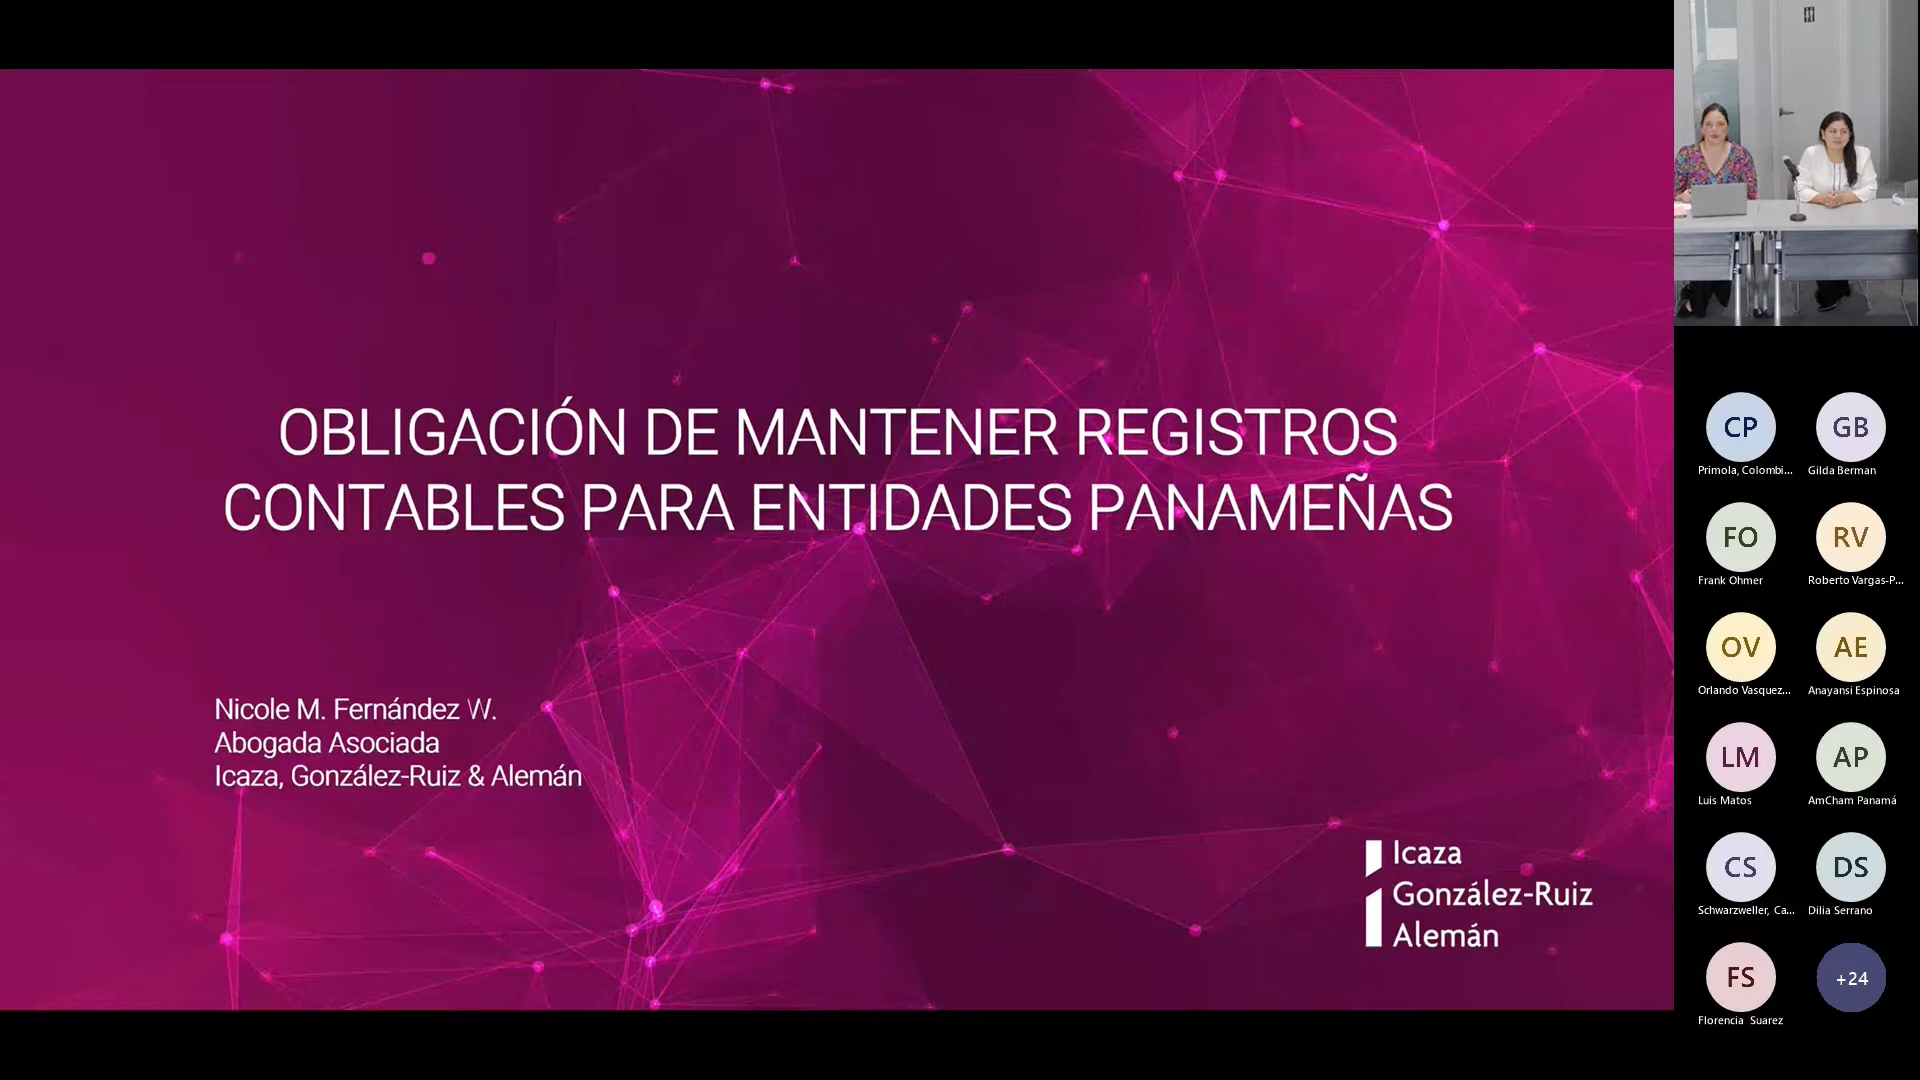 OBLIGACIÓN DE MANTENER REGISTROS
CONTABLES PARA ENTIDADES PANAMEÑAS
Nicole M. Fernández W.
Abogada Asociada
Icaza, González-Ruiz & Alemán
Icaza
González-Ruiz
Alemán
CP
Primola, Colombi...
GB
Gilda Berman
FO
Frank Ohmer
RV
Roberto Vargas-P...
OV
Orlando Vasquez...
AE
Anayansi Espinosa
LM
Luis Matos
AP
AmCham Panamá
CS
Schwarzweller, Ca...
DS
Dilia Serrano
FS
Florencia Suarez
+24